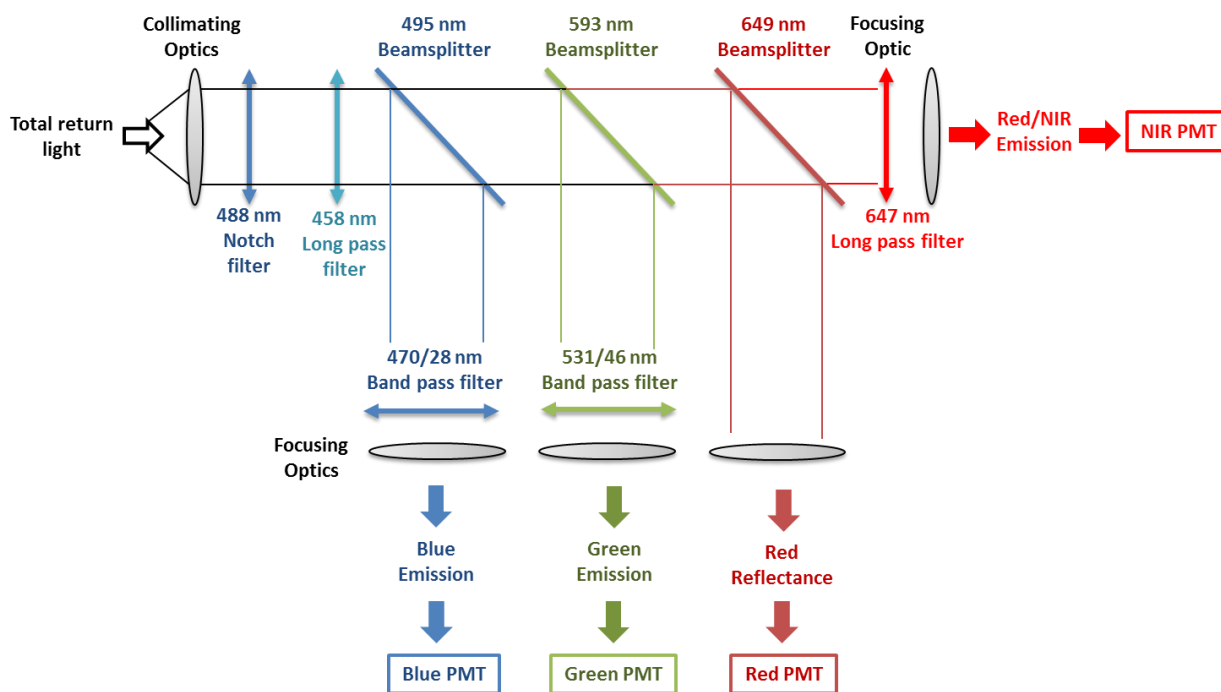 Collimating
Optics
495 nm
Beamsplitter
593 nm
Beamsplitter
649 nm
Beamsplitter
Focusing
Optic
Total return
light
Red/NIR
Emission
NIR PMT
488 nm
Notch
filter
458 nm
Long pass
filter
647 nm
Long pass filter
470/28 nm
Band pass filter
531/46 nm
Band pass filter
Focusing
Optics
Blue
Emission
Green
Emission
Red
Reflectance
Blue PMT
Green PMT
Red PMT